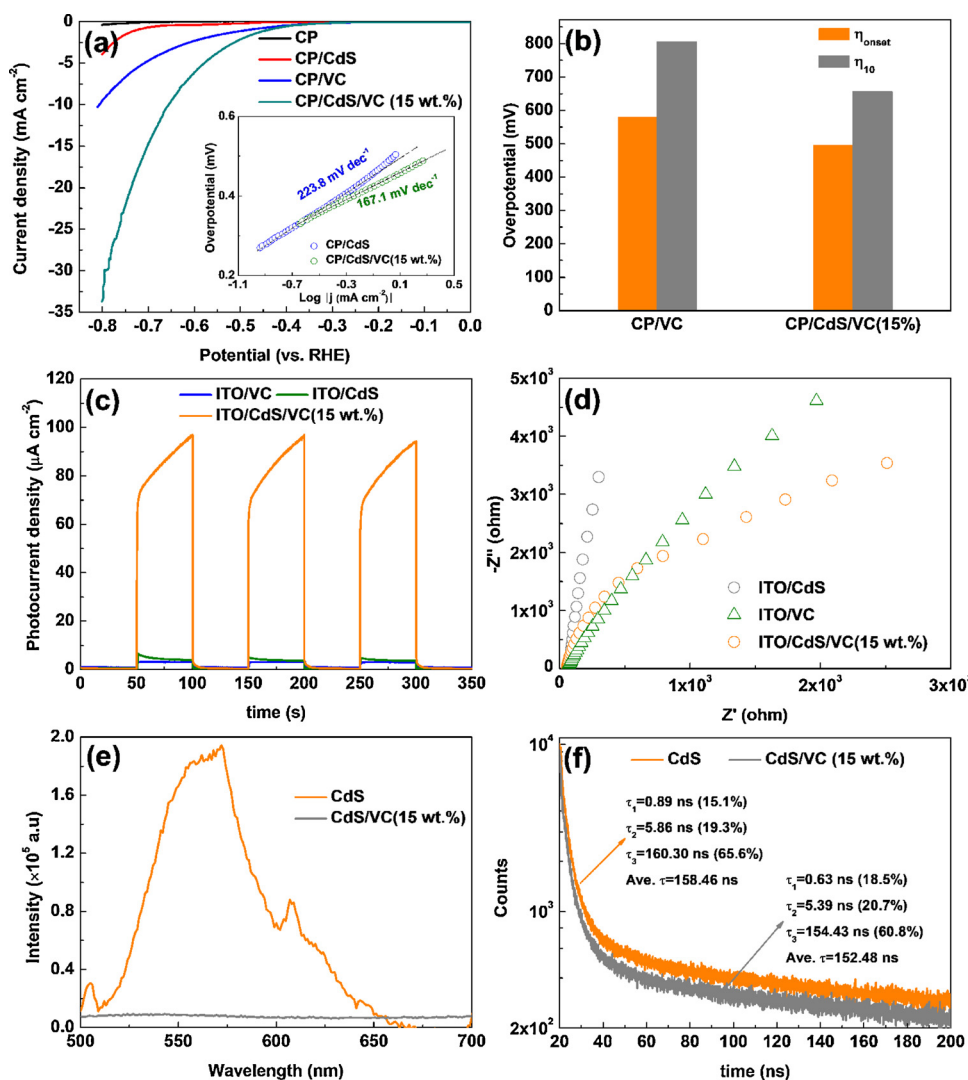 (a)
CP
CP/CdS
CP/VC
CP/CdS/VC (15 wt.%)
Current density (mA cm⁻²)
0
-5
-10
-15
-20
-25
-30
-35
-0.8 -0.7 -0.6 -0.5 -0.4 -0.3 -0.2 -0.1 0.0
Potential (vs. RHE)
Overpotential (mV)
0.6
0.4
0.2
223.8 mV dec⁻¹
167.1 mV dec⁻¹
CP/CdS
CP/CdS/VC(15 wt.%)
-1.1 -0.7 -0.3 0.1 0.5
Log |j (mA cm⁻²)|
(b)
ηonset
η10
Overpotential (mV)
800
700
600
500
400
300
200
100
0
CP/VC CP/CdS/VC(15%)
(c)
ITO/VC ITO/CdS
ITO/CdS/VC(15 wt.%)
Photocurrent density (μA cm⁻²)
120
100
80
60
40
20
0
0 50 100 150 200 250 300 350
time (s)
(d)
-Z'' (ohm)
5x10³
4x10³
3x10³
2x10³
1x10³
0
ITO/CdS
ITO/VC
ITO/CdS/VC(15 wt.%)
0 1x10³ 2x10³ 3x10³
Z' (ohm)
(e)
CdS
CdS/VC(15 wt.%)
Intensity (×10⁵ a.u)
2.0
1.6
1.2
0.8
0.4
0.0
500 550 600 650 700
Wavelength (nm)
(f)
CdS CdS/VC (15 wt.%)
τ1=0.89 ns (15.1%)
τ2=5.86 ns (19.3%)
τ3=160.30 ns (65.6%)
Ave. τ=158.46 ns
τ1=0.63 ns (18.5%)
τ2=5.39 ns (20.7%)
τ3=154.43 ns (60.8%)
Ave. τ=152.48 ns
Counts
10⁴
10³
2x10²
20 40 60 80 100 120 140 160 180 200
time (ns)